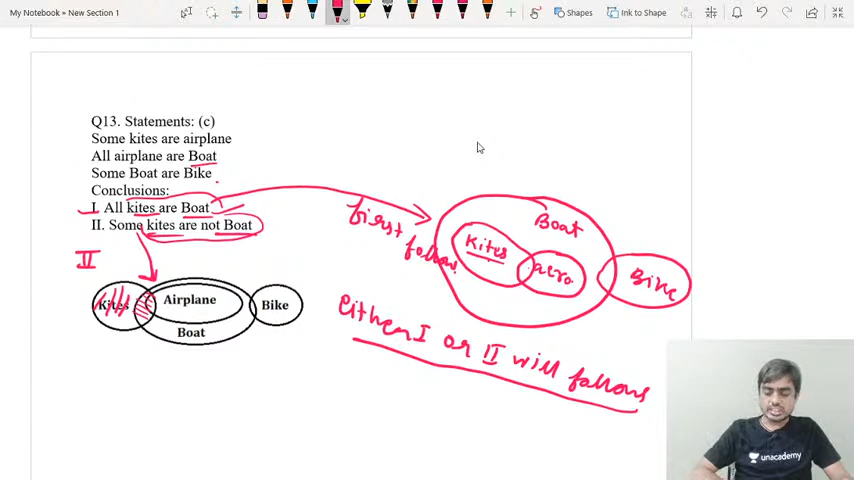 My Notebook » New Section 1
Shapes
Ink to Shape
Q13. Statements: (c)
Some kites are airplane
All airplane are Boat
Some Boat are Bike
Conclusions:
I. All kites are Boat
II. Some kites are not Boat
II
Kites
Airplane
Boat
Bike
first
follow
Boat
Kites
aero
Bike
either I or II will follows
unacademy